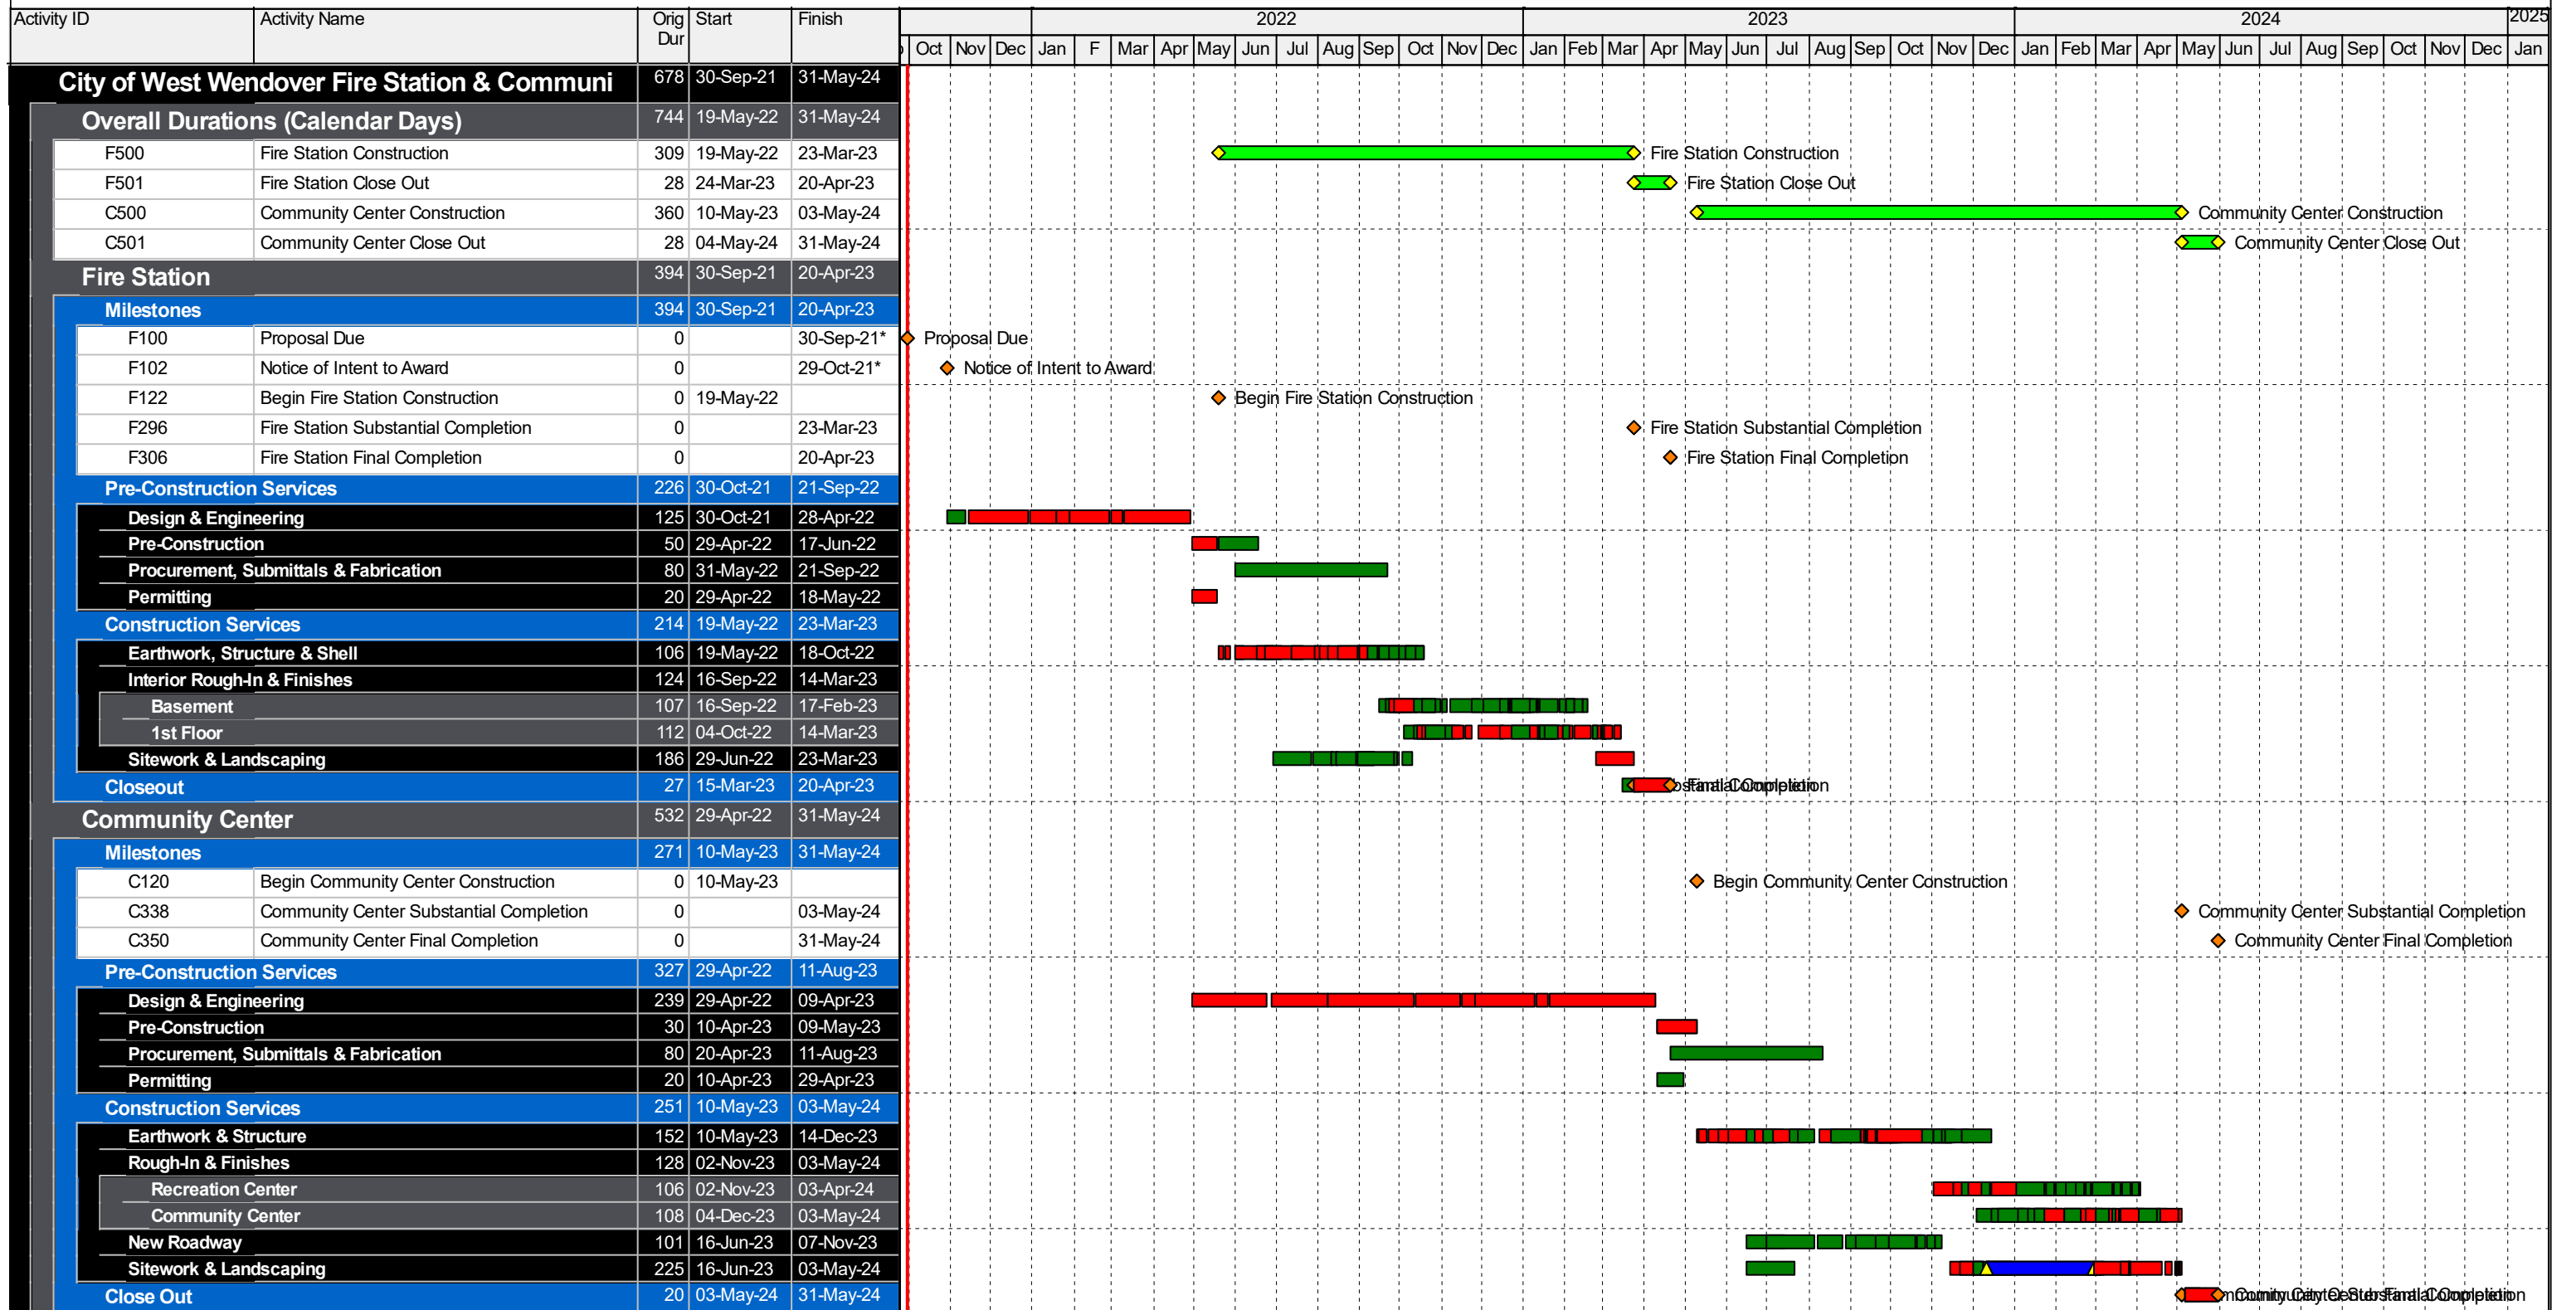 Activity ID Activity Name Orig Dur Start Finish 2022 2023 2024 2025
Oct Nov Dec Jan F Mar Apr May Jun Jul Aug Sep Oct Nov Dec Jan Feb Mar Apr May Jun Jul Aug Sep Oct Nov Dec Jan Feb Mar Apr May Jun Jul Aug Sep Oct Nov Dec Jan
City of West Wendover Fire Station & Communi 678 30-Sep-21 31-May-24
Overall Durations (Calendar Days) 744 19-May-22 31-May-24
F500 Fire Station Construction 309 19-May-22 23-Mar-23 Fire Station Construction
F501 Fire Station Close Out 28 24-Mar-23 20-Apr-23 Fire Station Close Out
C500 Community Center Construction 360 10-May-23 03-May-24 Community Center Construction
C501 Community Center Close Out 28 04-May-24 31-May-24 Community Center Close Out
Fire Station 394 30-Sep-21 20-Apr-23
Milestones 394 30-Sep-21 20-Apr-23
F100 Proposal Due 0 30-Sep-21* Proposal Due
F102 Notice of Intent to Award 0 29-Oct-21* Notice of Intent to Award
F122 Begin Fire Station Construction 0 19-May-22 Begin Fire Station Construction
F296 Fire Station Substantial Completion 0 23-Mar-23 Fire Station Substantial Completion
F306 Fire Station Final Completion 0 20-Apr-23 Fire Station Final Completion
Pre-Construction Services 226 30-Oct-21 21-Sep-22
Design & Engineering 125 30-Oct-21 28-Apr-22
Pre-Construction 50 29-Apr-22 17-Jun-22
Procurement, Submittals & Fabrication 80 31-May-22 21-Sep-22
Permitting 20 29-Apr-22 18-May-22
Construction Services 214 19-May-22 23-Mar-23
Earthwork, Structure & Shell 106 19-May-22 18-Oct-22
Interior Rough-In & Finishes 124 16-Sep-22 14-Mar-23
Basement 107 16-Sep-22 17-Feb-23
1st Floor 112 04-Oct-22 14-Mar-23
Sitework & Landscaping 186 29-Jun-22 23-Mar-23
Closeout 27 15-Mar-23 20-Apr-23
Community Center 532 29-Apr-22 31-May-24
Milestones 271 10-May-23 31-May-24
C120 Begin Community Center Construction 0 10-May-23 Begin Community Center Construction
C338 Community Center Substantial Completion 0 03-May-24 Community Center Substantial Completion
C350 Community Center Final Completion 0 31-May-24 Community Center Final Completion
Pre-Construction Services 327 29-Apr-22 11-Aug-23
Design & Engineering 239 29-Apr-22 09-Apr-23
Pre-Construction 30 10-Apr-23 09-May-23
Procurement, Submittals & Fabrication 80 20-Apr-23 11-Aug-23
Permitting 20 10-Apr-23 29-Apr-23
Construction Services 251 10-May-23 03-May-24
Earthwork & Structure 152 10-May-23 14-Dec-23
Rough-In & Finishes 128 02-Nov-23 03-May-24
Recreation Center 106 02-Nov-23 03-Apr-24
Community Center 108 04-Dec-23 03-May-24
New Roadway 101 16-Jun-23 07-Nov-23
Sitework & Landscaping 225 16-Jun-23 03-May-24
Close Out 20 03-May-24 31-May-24